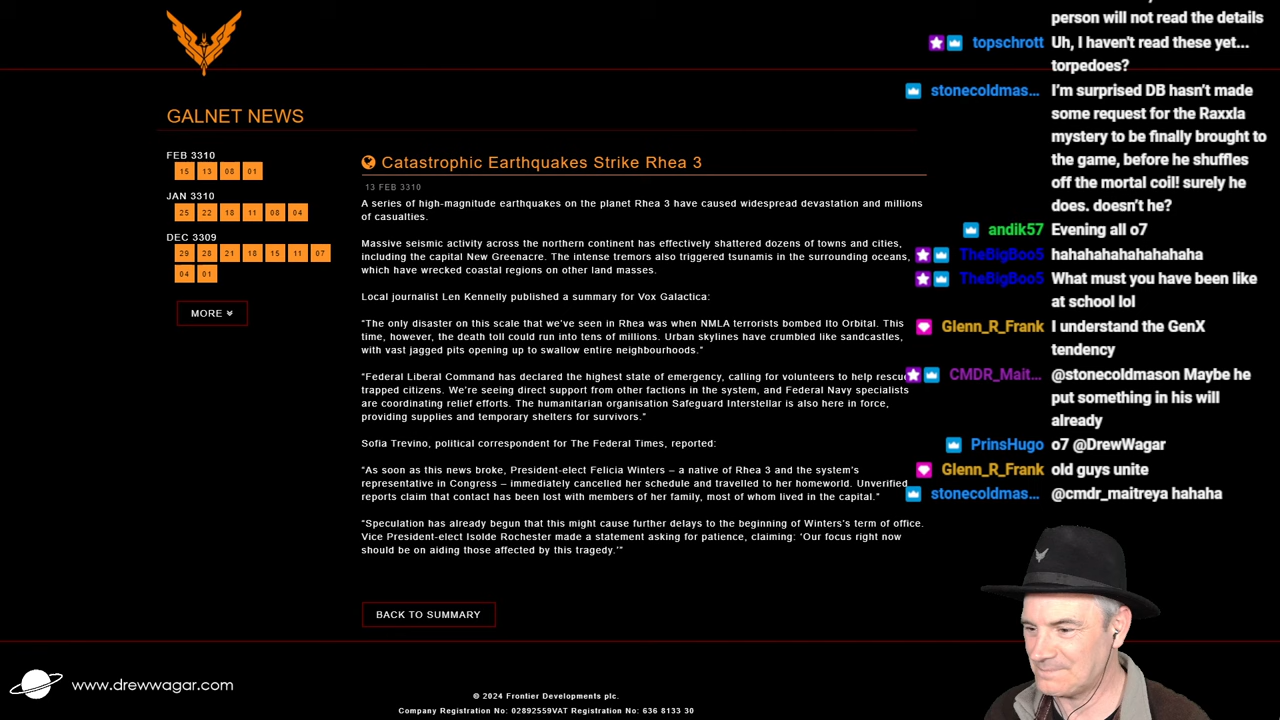 GALNET NEWS
FEB 3310
15 13 08 01
JAN 3310
25 22 18 11 08 04
DEC 3309
29 28 21 18 15 11 07
04 01
MORE
Catastrophic Earthquakes Strike Rhea 3
13 FEB 3310
A series of high-magnitude earthquakes on the planet Rhea 3 have caused widespread devastation and millions
of casualties.
Massive seismic activity across the northern continent has effectively shattered dozens of towns and cities,
including the capital New Greenacre. The intense tremors also triggered tsunamis in the surrounding oceans,
which have wrecked coastal regions on other land masses.
Local journalist Len Kennelly published a summary for Vox Galactica:
“The only disaster on this scale that we’ve seen in Rhea was when NMLA terrorists bombed Ito Orbital. This
time, however, the death toll could run into tens of millions. Urban skylines have crumbled like sandcastles,
with vast jagged pits opening up to swallow entire neighbourhoods.”
“Federal Liberal Command has declared the highest state of emergency, calling for volunteers to help rescue
trapped citizens. We’re seeing direct support from other factions in the system, and Federal Navy specialists
are coordinating relief efforts. The humanitarian organisation Safeguard Interstellar is also here in force,
providing supplies and temporary shelters for survivors.”
Sofia Trevino, political correspondent for The Federal Times, reported:
“As soon as this news broke, President-elect Felicia Winters – a native of Rhea 3 and the system’s
representative in Congress – immediately cancelled her schedule and travelled to her homeworld. Unverified
reports claim that contact has been lost with members of her family, most of whom lived in the capital.”
“Speculation has already begun that this might cause further delays to the beginning of Winters’s term of office.
Vice President-elect Isolde Rochester made a statement asking for patience, claiming: ‘Our focus right now
should be on aiding those affected by this tragedy.’”
BACK TO SUMMARY
person will not read the details
topschrott Uh, I haven't read these yet...
torpedoes?
stonecoldmas... I’m surprised DB hasn’t made
some request for the Raxxla
mystery to be finally brought to
the game, before he shuffles
off the mortal coil! surely he
does. doesn’t he?
andik57 Evening all o7
TheBigBoo5 hahahahahahahaha
TheBigBoo5 What must you have been like
at school lol
Glenn_R_Frank I understand the GenX
tendency
CMDR_Mait... @stonecoldmason Maybe he
put something in his will
already
PrinsHugo o7 @DrewWagar
Glenn_R_Frank old guys unite
stonecoldmas... @cmdr_maitreya hahaha
www.drewwagar.com
© 2024 Frontier Developments plc.
Company Registration No: 02892559VAT Registration No: 636 8133 30